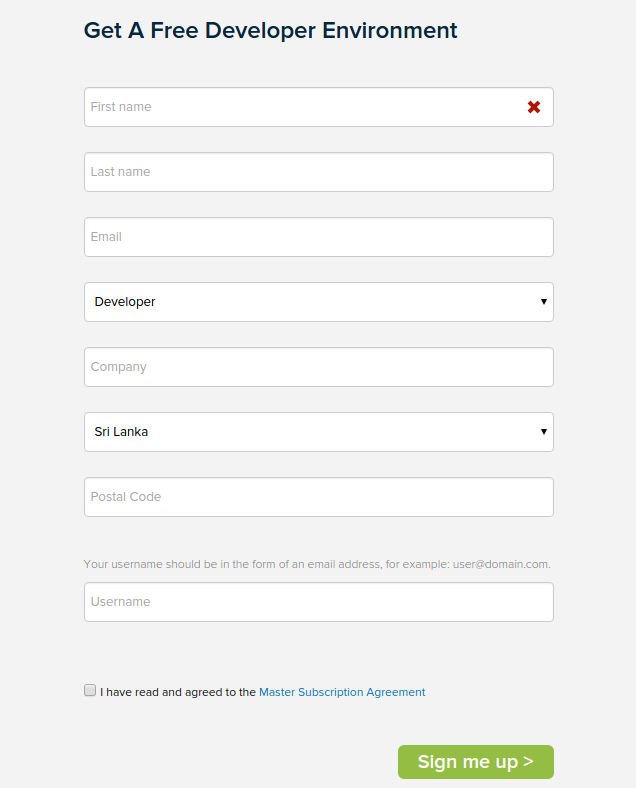 Get A Free Developer Environment
First name
Last name
Email
Developer
Company
Sri Lanka
Postal Code
Your username should be in the form of an email address, for example: user@domain.com.
Username
I have read and agreed to the Master Subscription Agreement
Sign me up >